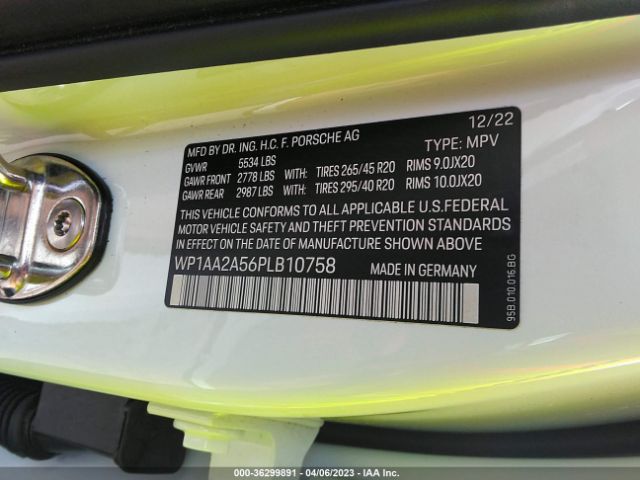 12/22
MFD BY DR. ING. H.C. F. PORSCHE AG
GVWR 5534 LBS TYPE: MPV
GAWR FRONT 2778 LBS WITH: TIRES 265/45 R20 RIMS 9.0JX20
GAWR REAR 2987 LBS WITH: TIRES 295/40 R20 RIMS 10.0JX20
THIS VEHICLE CONFORMS TO ALL APPLICABLE U.S.FEDERAL
MOTOR VEHICLE SAFETY AND THEFT PREVENTION STANDARDS
IN EFFECT ON THE DATE OF MANUFACTURE SHOWN ABOVE
WP1AA2A56PLB10758 MADE IN GERMANY
95B.010.016.BG
000-36299891 - 04/06/2023 - IAA Inc.